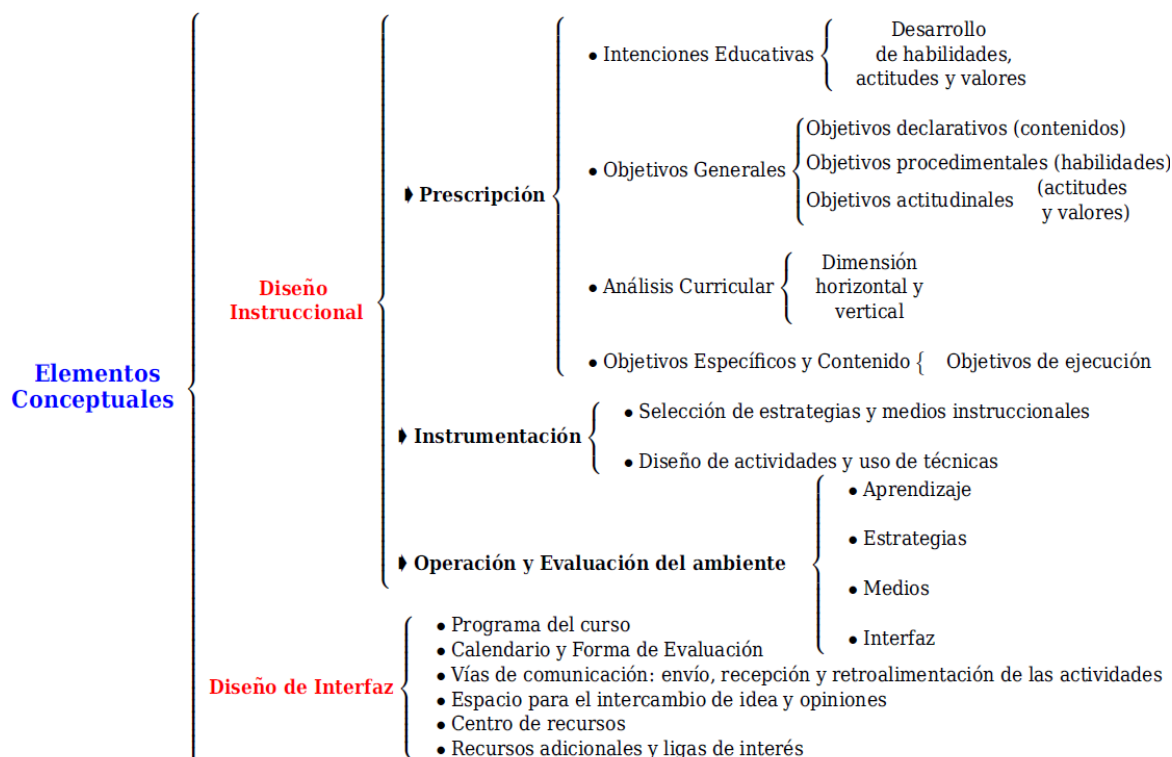 Elementos
Conceptuales
Diseño
Instruccional
➧ Prescripción
• Intenciones Educativas
Desarrollo
de habilidades,
actitudes y valores
• Objetivos Generales
Objetivos declarativos (contenidos)
Objetivos procedimentales (habilidades)
Objetivos actitudinales (actitudes
y valores)
• Análisis Curricular
Dimensión
horizontal y
vertical
• Objetivos Específicos y Contenido { Objetivos de ejecución
➧ Instrumentación
• Selección de estrategias y medios instruccionales
• Diseño de actividades y uso de técnicas
➧ Operación y Evaluación del ambiente
• Aprendizaje
• Estrategias
• Medios
• Interfaz
Diseño de Interfaz
• Programa del curso
• Calendario y Forma de Evaluación
• Vías de comunicación: envío, recepción y retroalimentación de las actividades
• Espacio para el intercambio de idea y opiniones
• Centro de recursos
• Recursos adicionales y ligas de interés